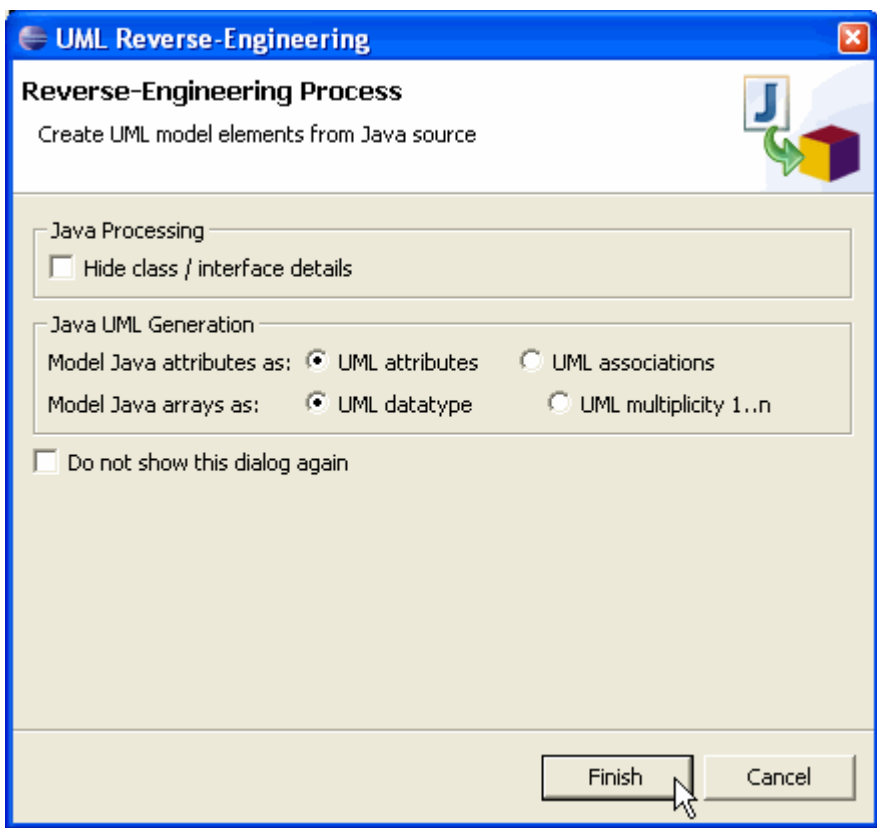 UML Reverse-Engineering
Reverse-Engineering Process
Create UML model elements from Java source
J
Java Processing
Hide class / interface details
Java UML Generation
Model Java attributes as: UML attributes UML associations
Model Java arrays as: UML datatype UML multiplicity 1..n
Do not show this dialog again
Finish Cancel